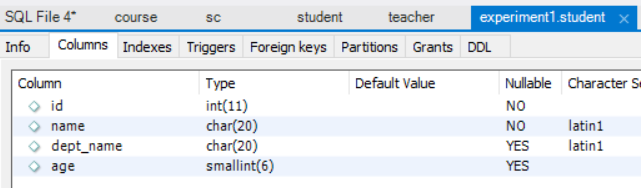 SQL File 4* course sc student teacher experiment1.student ×
Info Columns Indexes Triggers Foreign keys Partitions Grants DDL
Column Type Default Value Nullable Character Se
id int(11) NO
name char(20) NO latin1
dept_name char(20) YES latin1
age smallint(6) YES